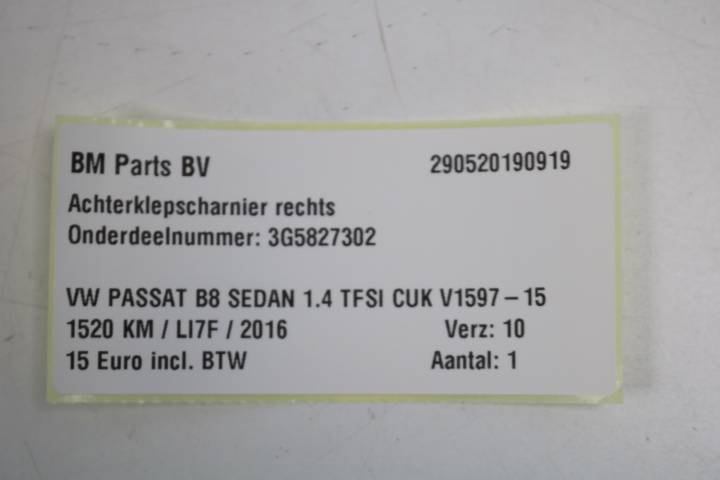 BM Parts BV 290520190919
Achterklepscharnier rechts
Onderdeelnummer: 3G5827302
VW PASSAT B8 SEDAN 1.4 TFSI CUK V1597 – 15
1520 KM / LI7F / 2016 Verz: 10
15 Euro incl. BTW Aantal: 1